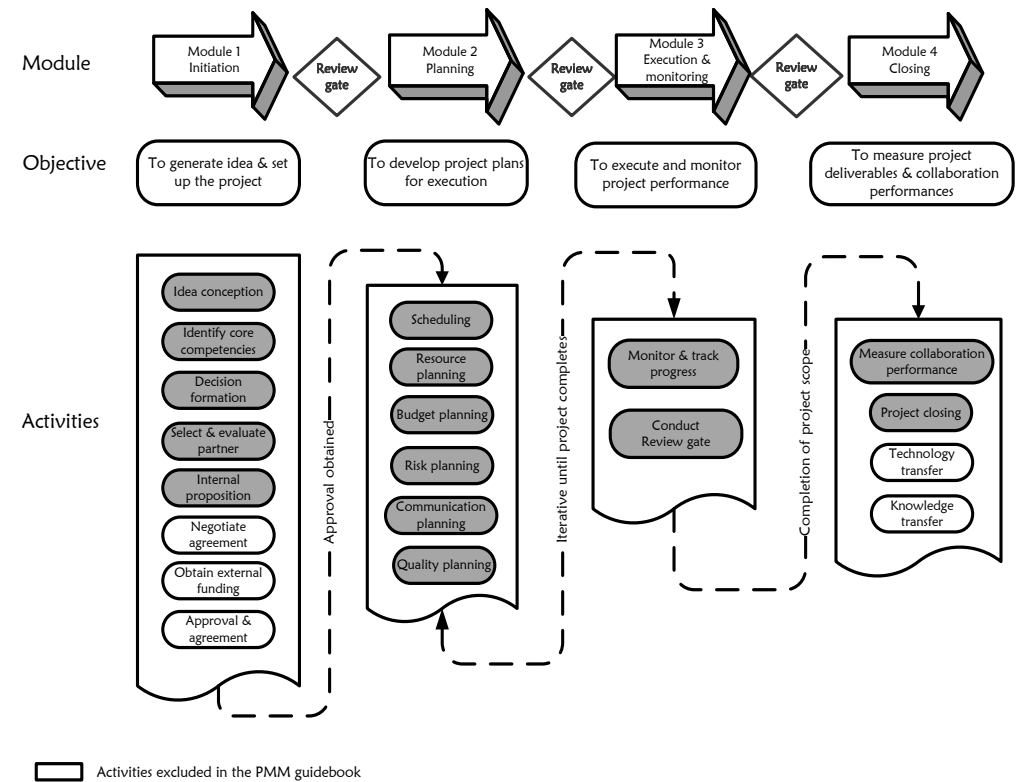 Module
Module 1
Initiation
Review
gate
Module 2
Planning
Review
gate
Module 3
Execution &
monitoring
Review
gate
Module 4
Closing
Objective
To generate idea & set
up the project
To develop project plans
for execution
To execute and monitor
project performance
To measure project
deliverables & collaboration
performances
Activities
Idea conception
Identify core
competencies
Decision
formation
Select & evaluate
partner
Internal
proposition
Negotiate
agreement
Obtain external
funding
Approval &
agreement
Approval obtained
Scheduling
Resource
planning
Budget planning
Risk planning
Communication
planning
Quality planning
Iterative until project completes
Monitor & track
progress
Conduct
Review gate
Completion of project scope
Measure collaboration
performance
Project closing
Technology
transfer
Knowledge
transfer
Activities excluded in the PMM guidebook